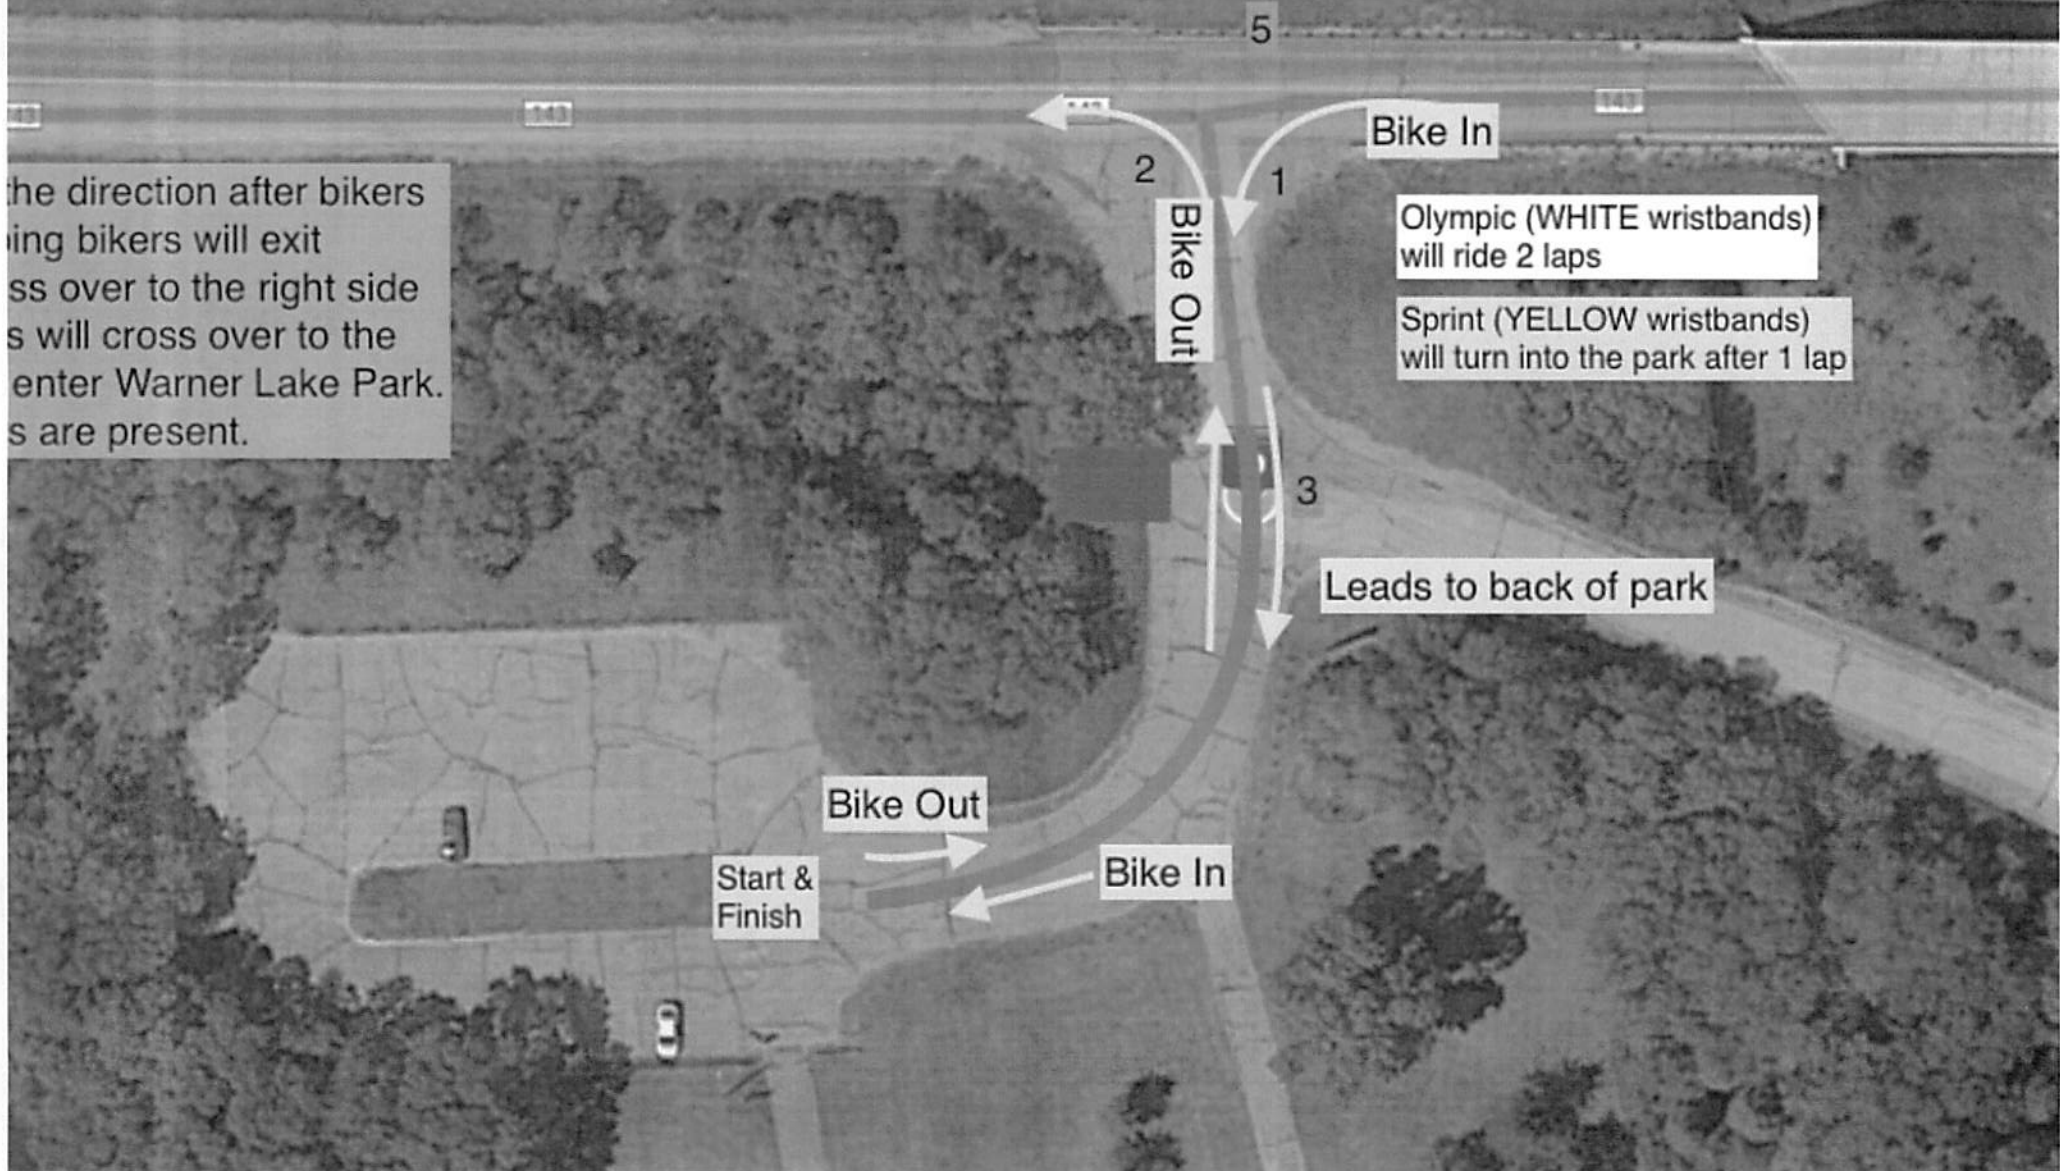 5
143
Bike In
2
1
the direction after bikers
bikers will exit
over to the right side
will cross over to the
enter Warner Lake Park.
are present.
Bike Out
Olympic (WHITE wristbands)
will ride 2 laps
Sprint (YELLOW wristbands)
will turn into the park after 1 lap
3
Leads to back of park
Bike Out
Start &
Finish
Bike In